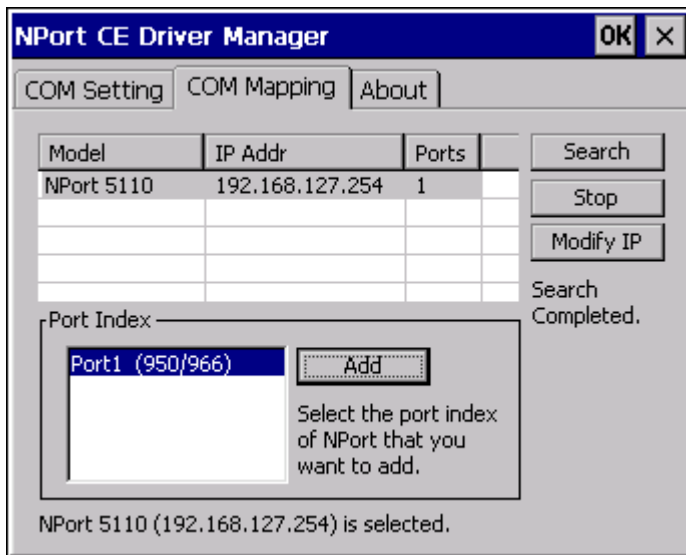 NPort CE Driver Manager OK ×
COM Setting COM Mapping About
Model IP Addr Ports
NPort 5110 192.168.127.254 1
Search
Stop
Modify IP
Search
Completed.
Port Index
Port1 (950/966)
Add
Select the port index
of NPort that you
want to add.
NPort 5110 (192.168.127.254) is selected.